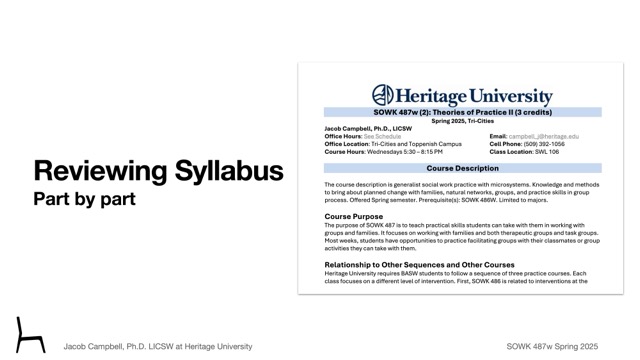 Reviewing Syllabus
Part by part
Heritage University
SOWK 487w (2): Theories of Practice II (3 credits)
Spring 2025, Tri-Cities
Jacob Campbell, Ph.D., LICSW
Office Hours: See Schedule
Email: campbell_j@heritage.edu
Office Location: Tri-Cities and Toppenish Campus
Cell Phone: (509) 392-1056
Course Hours: Wednesdays 5:30 – 8:15 PM
Class Location: SWL 106
Course Description
The course description is generalist social work practice with microsystems. Knowledge and methods
to bring about planned change with families, natural networks, groups, and practice skills in group
process. Offered Spring semester. Prerequisite(s): SOWK 486W. Limited to majors.
Course Purpose
The purpose of SOWK 487 is to teach practical skills students can take with them in working with
groups and families. It focuses on working with families and both therapeutic groups and task groups.
Most weeks, students have opportunities to practice facilitating groups with their classmates or group
activities they can take with them.
Relationship to Other Sequences and Other Courses
Heritage University requires BASW students to follow a sequence of three practice courses. Each
class focuses on a different level of intervention. First, SOWK 486 is related to interventions at the
Jacob Campbell, Ph.D. LICSW at Heritage University
SOWK 487w Spring 2025